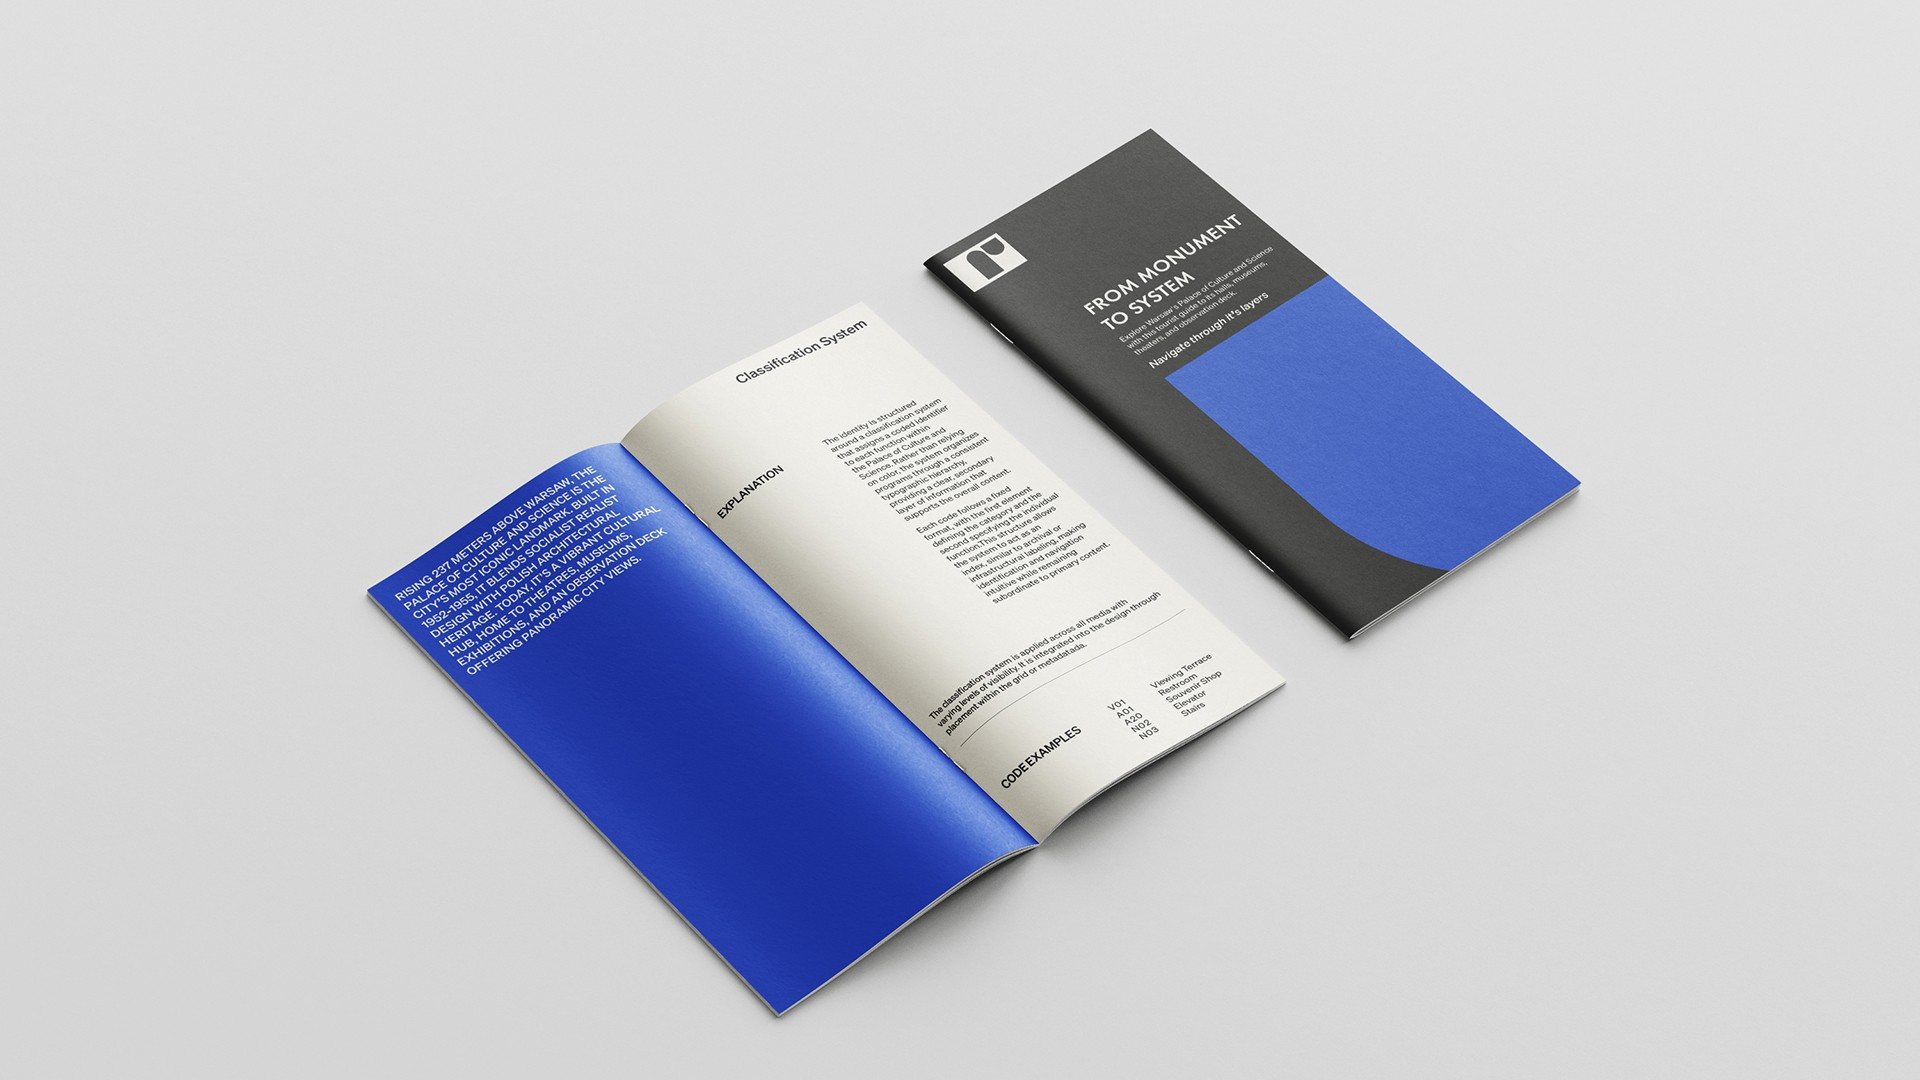 RISING 237 METERS ABOVE WARSAW, THE
PALACE OF CULTURE AND SCIENCE IS THE
CITY'S MOST ICONIC LANDMARK. BUILT IN
1952-1955, IT BLENDS SOCIALIST REALIST
DESIGN WITH POLISH ARCHITECTURAL
HERITAGE. TODAY, IT'S A VIBRANT CULTURAL
HUB, HOME TO THEATRES, MUSEUMS,
EXHIBITIONS, AND AN OBSERVATION DECK
OFFERING PANORAMIC CITY VIEWS.
Classification System
EXPLANATION
The identity is structured
around a classification system
that assigns a coded identifier
to each function within
the Palace of Culture and
Science. Rather than relying
on color, the system organizes
programs through a consistent
typographic hierarchy,
providing a clear, secondary
layer of information that
supports the overall content.
Each code follows a fixed
format, with the first element
defining the category and the
second specifying the individual
function.This structure allows
the system to act as an
index, similar to archival or
infrastructural labeling, making
identification and navigation
intuitive while remaining
subordinate to primary content.
The classification system is applied across all media with
varying levels of visibility. It is integrated into the design through
placement within the grid or metadatada.
CODE EXAMPLES
V01 Viewing Terrace
A01 Restroom
A20 Souvenir Shop
N02 Elevator
N03 Stairs
FROM MONUMENT
TO SYSTEM
Explore Warsaw's Palace of Culture and Science
with this tourist guide to its halls, museums,
theaters, and observation deck.
Navigate through it's layers